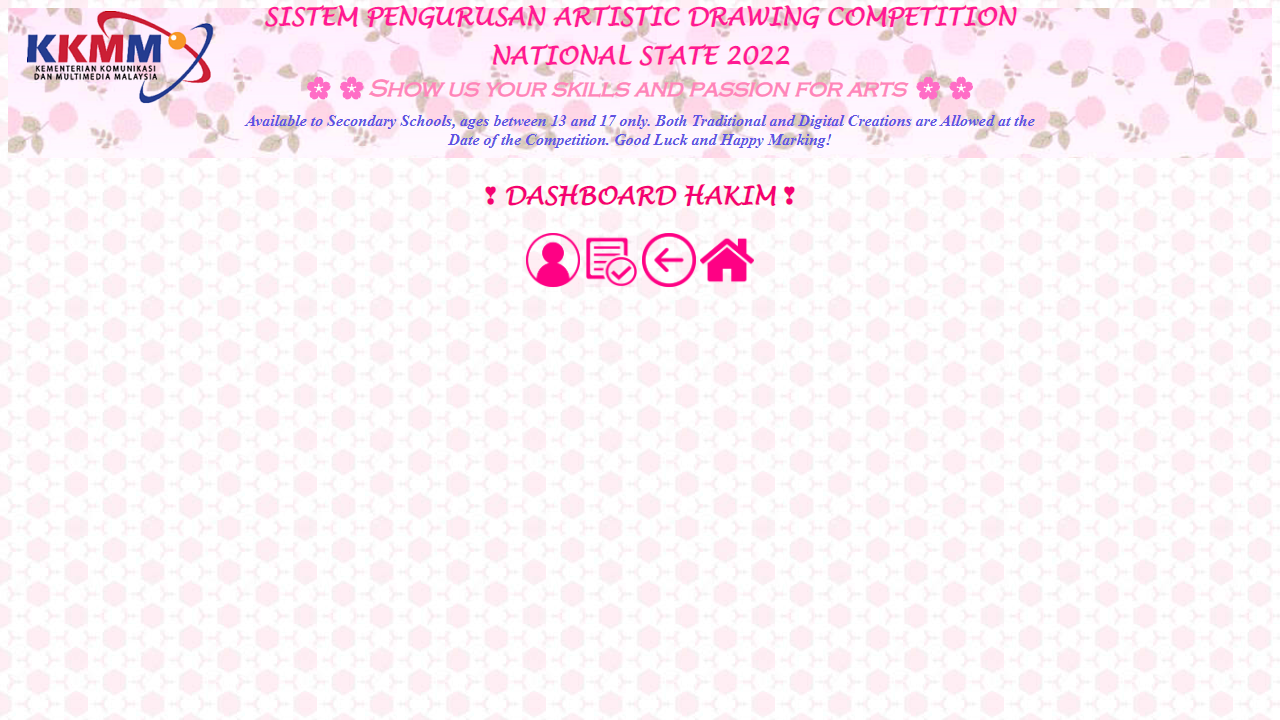 SISTEM PENGURUSAN ARTISTIC DRAWING COMPETITION
NATIONAL STATE 2022
KKMM
KEMENTERIAN KOMUNIKASI
DAN MULTIMEDIA MALAYSIA
Show us your skills and passion for arts
Available to Secondary Schools, ages between 13 and 17 only. Both Traditional and Digital Creations are Allowed at the
Date of the Competition. Good Luck and Happy Marking!
❣ DASHBOARD HAKIM ❣